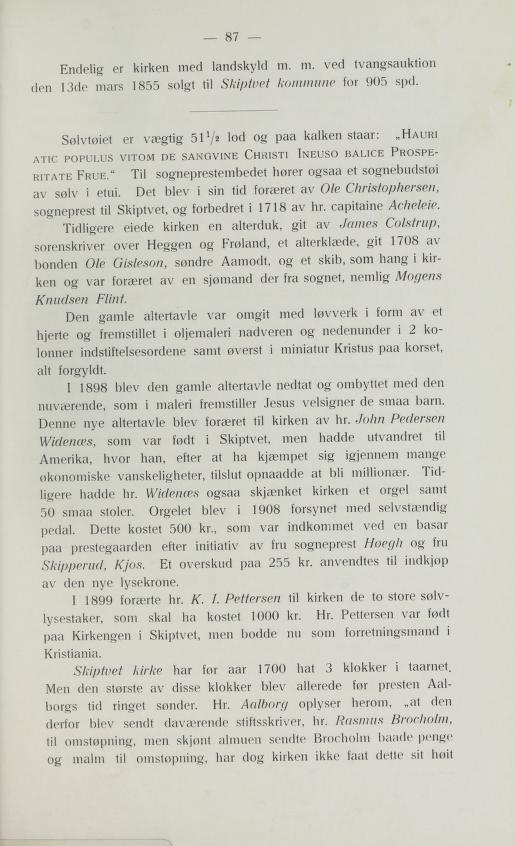 — 87 —
Endelig er kirken med landskyld m. m. ved tvangsauktion
den 13de mars 1855 solgt til Skiptvet kommune for 905 spd.
Sølvtøiet er vægtig 51¹/₂ lod og paa kalken staar: „HAURI
ATIC POPULUS VITOM DE SANGVINE CHRISTI INEUSO BALICE PROSPE-
RITATE FRUE.“ Til sogneprestembedet hører ogsaa et sognebudstøi
av sølv i etui. Det blev i sin tid foræret av Ole Christophersen,
sogneprest til Skiptvet, og forbedret i 1718 av hr. capitaine Acheleie.
Tidligere eiede kirken en alterduk, git av James Colstrup,
sorenskriver over Heggen og Frøland, et alterklæde, git 1708 av
bonden Ole Gisleson, søndre Aamodt, og et skib, som hang i kir-
ken og var foræret av en sjømand der fra sognet, nemlig Mogens
Knudsen Flint.
Den gamle altertavle var omgit med løvverk i form av et
hjerte og fremstillet i oljemaleri nadveren og nedenunder i 2 ko-
lonner indstiftelsesordene samt øverst i miniatur Kristus paa korset,
alt forgyldt.
I 1898 blev den gamle altertavle nedtat og ombyttet med den
nuværende, som i maleri fremstiller Jesus velsigner de smaa barn.
Denne nye altertavle blev foræret til kirken av hr. John Pedersen
Widenæs, som var født i Skiptvet, men hadde utvandret til
Amerika, hvor han, efter at ha kjæmpet sig igjennem mange
økonomiske vanskeligheter, tilslut opnaadde at bli millionær. Tid-
ligere hadde hr. Widenæs ogsaa skjænket kirken et orgel samt
50 smaa stoler. Orgelet blev i 1908 forsynet med selvstændig
pedal. Dette kostet 500 kr., som var indkommet ved en basar
paa prestegaarden efter initiativ av fru sogneprest Høegh og fru
Skipperud, Kjos. Et overskud paa 255 kr. anvendtes til indkjøp
av den nye lysekrone.
I 1899 forærte hr. K. I. Pettersen til kirken de to store sølv-
lysestaker, som skal ha kostet 1000 kr. Hr. Pettersen var født
paa Kirkengen i Skiptvet, men bodde nu som forretningsmand i
Kristiania.
Skiptvet kirke har før aar 1700 hat 3 klokker i taarnet.
Men den største av disse klokker blev allerede før presten Aal-
borgs tid ringet sønder. Hr. Aalborg oplyser herom, „at den
derfor blev sendt daværende stiftsskriver, hr. Rasmus Brocholm,
til omstøpning, men skjønt almuen sendte Brocholm baade penge
og malm til omstøpning, har dog kirken ikke faat dette sit høit